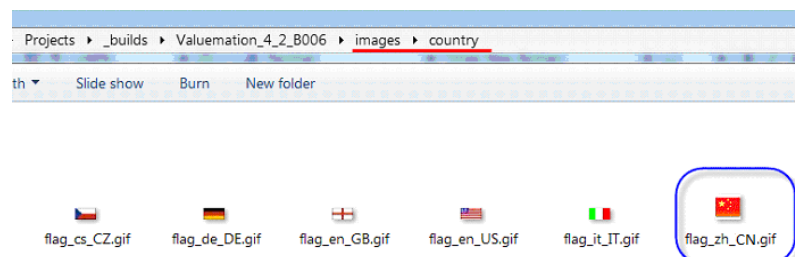 Projects ▸ _builds ▸ Valuemation_4_2_B006 ▸ images ▸ country
th ▾ Slide show Burn New folder
flag_cs_CZ.gif flag_de_DE.gif flag_en_GB.gif flag_en_US.gif flag_it_IT.gif flag_zh_CN.gif